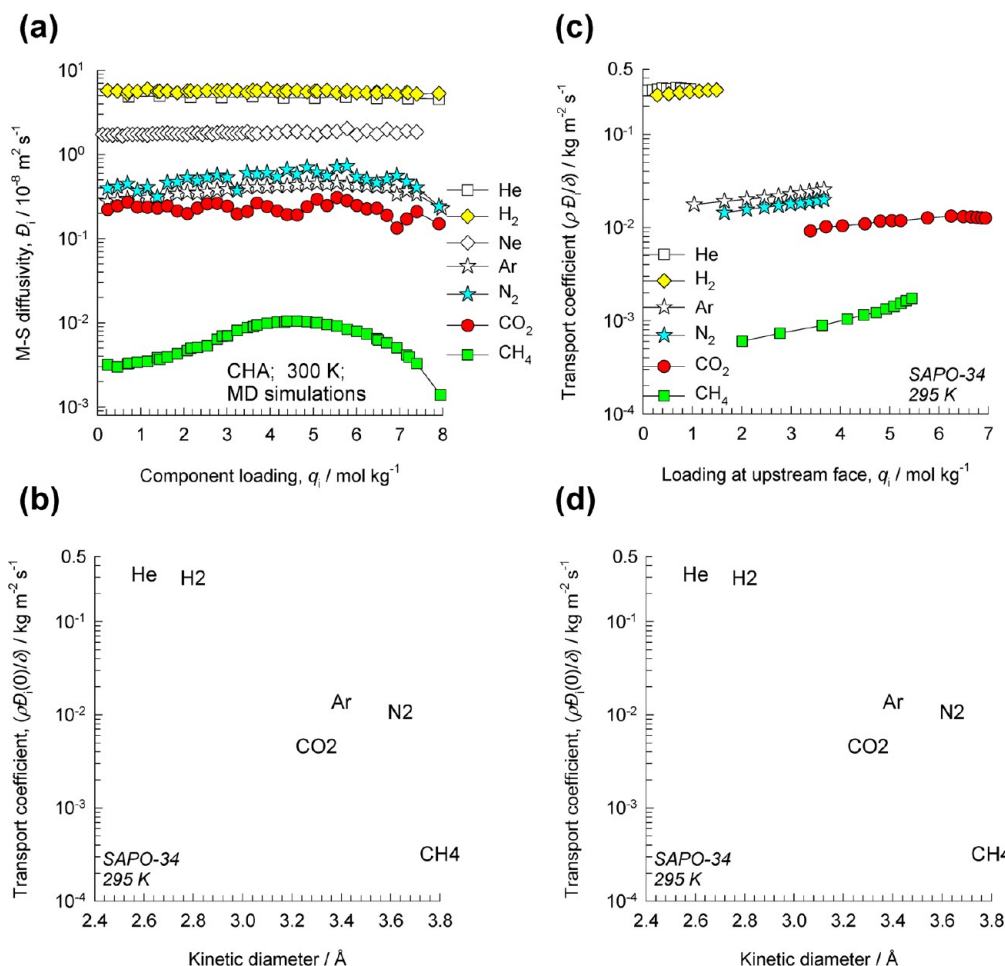 (a)
M-S diffusivity, Đi / 10-8 m2 s-1
101
100
10-1
10-2
10-3
He
H2
Ne
Ar
N2
CO2
CH4
CHA; 300 K;
MD simulations
0 1 2 3 4 5 6 7 8
Component loading, qi / mol kg-1
(c)
Transport coefficient (ρ Đi/δ) / kg m-2 s-1
0.5
10-1
10-2
10-3
10-4
He
H2
Ar
N2
CO2
CH4
SAPO-34
295 K
0 1 2 3 4 5 6 7
Loading at upstream face, qi / mol kg-1
(b)
Transport coefficient, (ρĐi(0)/δ) / kg m-2 s-1
0.5
10-1
10-2
10-3
10-4
He
H2
Ar
N2
CO2
CH4
SAPO-34
295 K
2.4 2.6 2.8 3.0 3.2 3.4 3.6 3.8
Kinetic diameter / Å
(d)
Transport coefficient, (ρĐi(0)/δ) / kg m-2 s-1
0.5
10-1
10-2
10-3
10-4
He
H2
Ar
N2
CO2
CH4
SAPO-34
295 K
2.4 2.6 2.8 3.0 3.2 3.4 3.6 3.8
Kinetic diameter / Å